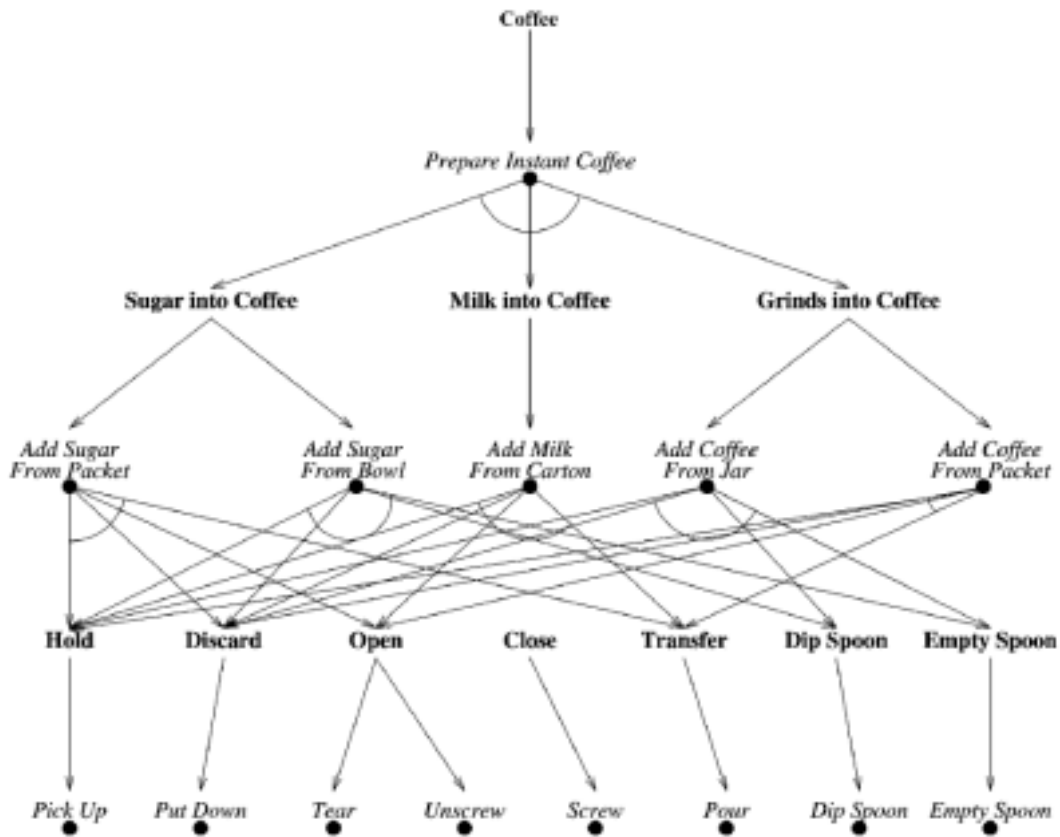 Coffee
Prepare Instant Coffee
Sugar into Coffee
Milk into Coffee
Grinds into Coffee
Add Sugar
From Packet
Add Sugar
From Bowl
Add Milk
From Carton
Add Coffee
From Jar
Add Coffee
From Packet
Hold
Discard
Open
Close
Transfer
Dip Spoon
Empty Spoon
Pick Up
Put Down
Tear
Unscrew
Screw
Pour
Dip Spoon
Empty Spoon